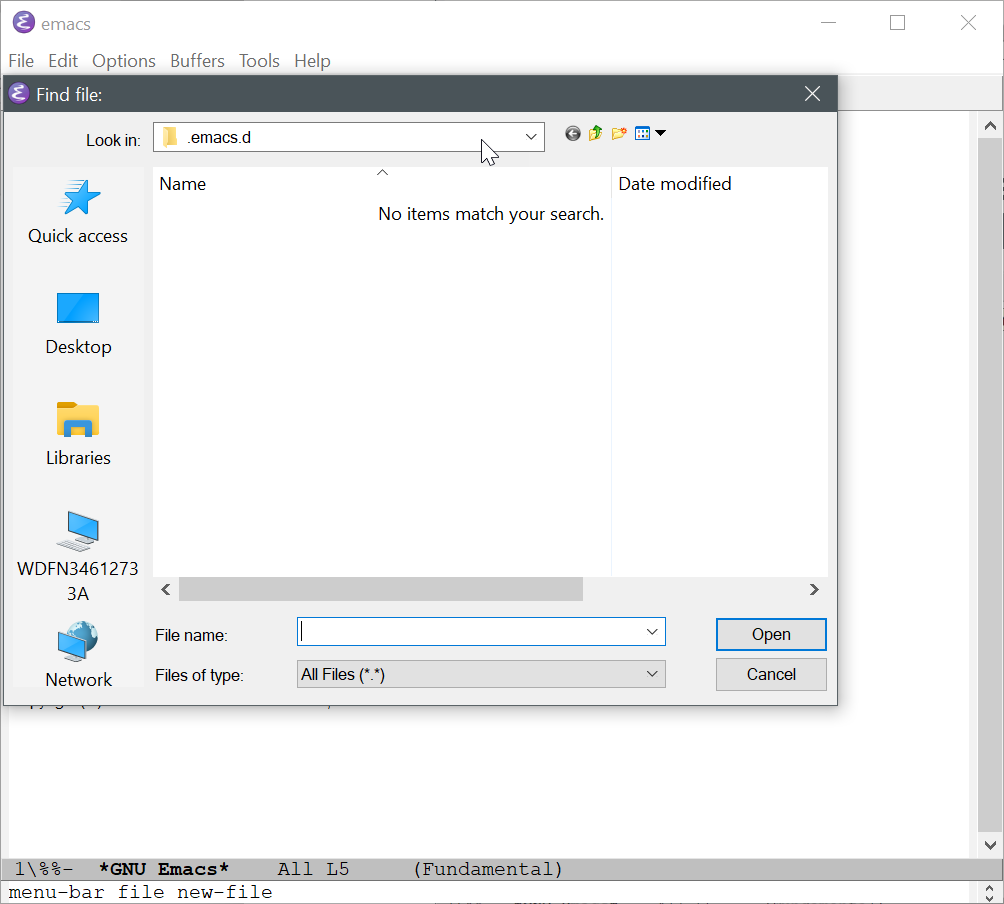 emacs
File Edit Options Buffers Tools Help
Find file:
Look in: .emacs.d
Name Date modified
No items match your search.
Quick access
Desktop
Libraries
WDFN3461273
3A
Network
File name:
Open
Files of type: All Files (*.*)
Cancel
1\%%- *GNU Emacs* All L5 (Fundamental)
menu-bar file new-file